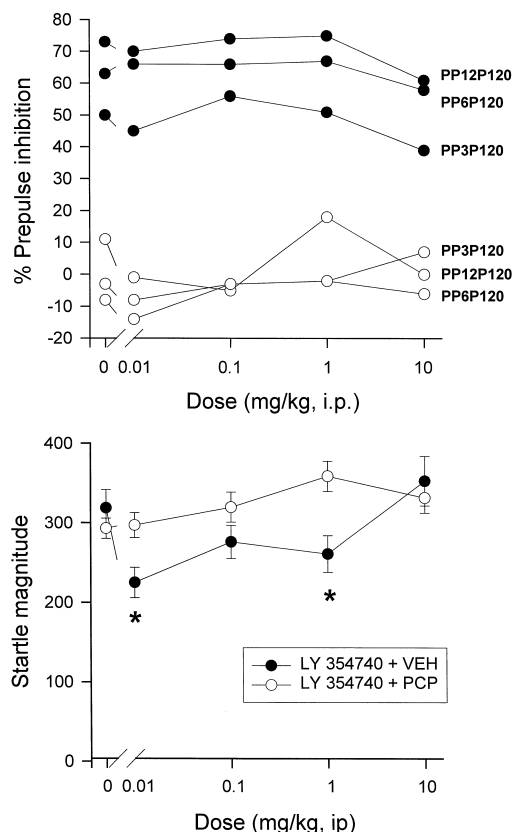 80
70
60
50
40
30
20
10
0
-10
-20
% Prepulse inhibition
PP12P120
PP6P120
PP3P120
PP3P120
PP12P120
PP6P120
0 0.01 0.1 1 10
Dose (mg/kg, i.p.)
400
300
200
100
0
Startle magnitude
*
*
LY 354740 + VEH
LY 354740 + PCP
0 0.01 0.1 1 10
Dose (mg/kg, ip)